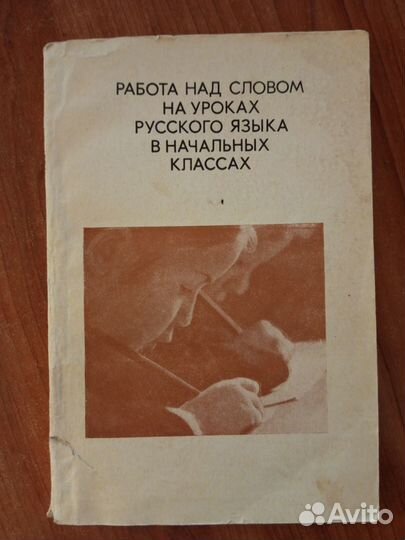 РАБОТА НАД СЛОВОМ
НА УРОКАХ
РУССКОГО ЯЗЫКА
В НАЧАЛЬНЫХ
КЛАССАХ
Avito